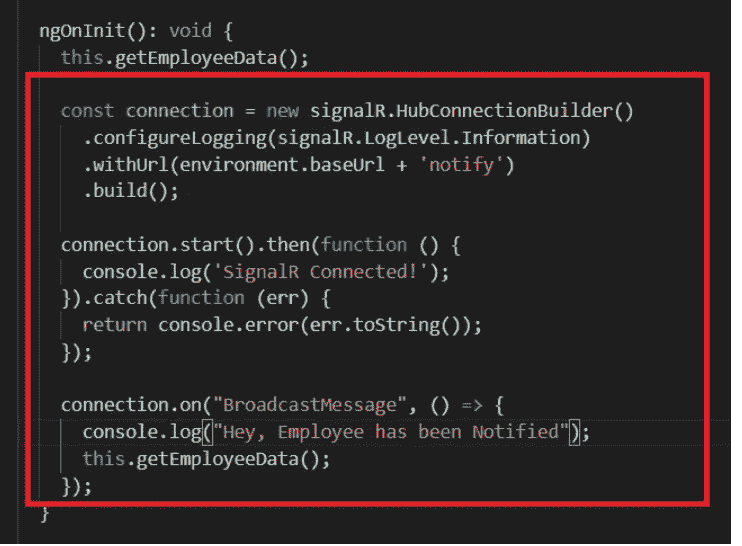 ngOnInit(): void {
this.getEmployeeData();
const connection = new signalR.HubConnectionBuilder()
.configureLogging(signalR.LogLevel.Information)
.withUrl(environment.baseUrl + 'notify')
.build();
connection.start().then(function () {
console.log('SignalR Connected!');
}).catch(function (err) {
return console.error(err.toString());
});
connection.on("BroadcastMessage", () => {
console.log("Hey, Employee has been Notified");
this.getEmployeeData();
});
}